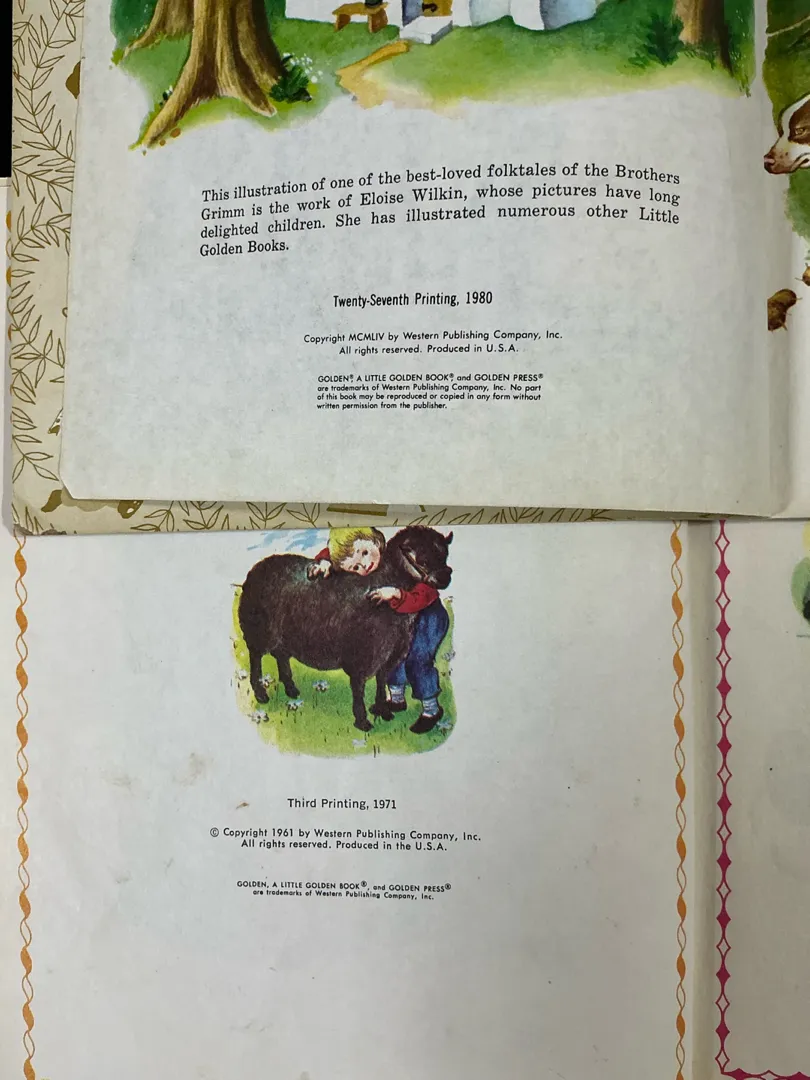 This illustration of one of the best-loved folktales of the Brothers
Grimm is the work of Eloise Wilkin, whose pictures have long
delighted children. She has illustrated numerous other Little
Golden Books.
Twenty-Seventh Printing, 1980
Copyright MCMLIV by Western Publishing Company, Inc.
All rights reserved. Produced in U.S.A.
GOLDEN®, A LITTLE GOLDEN BOOK®, and GOLDEN PRESS®
are trademarks of Western Publishing Company, Inc. No part
of this book may be reproduced or copied in any form without
written permission from the publisher.
Third Printing, 1971
© Copyright 1961 by Western Publishing Company, Inc.
All rights reserved. Produced in the U.S.A.
GOLDEN, A LITTLE GOLDEN BOOK®, and GOLDEN PRESS®
are trademarks of Western Publishing Company, Inc.